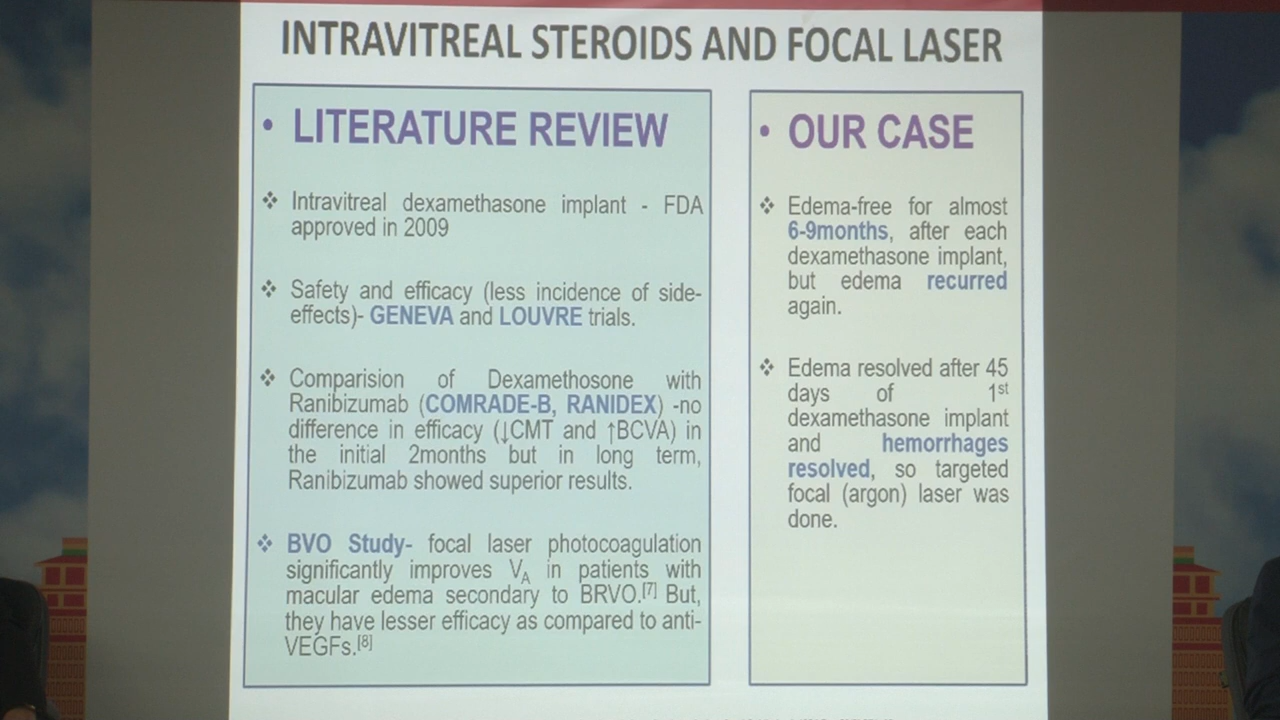 INTRAVITREAL STEROIDS AND FOCAL LASER
• LITERATURE REVIEW
❖ Intravitreal dexamethasone implant - FDA
approved in 2009
❖ Safety and efficacy (less incidence of side-
effects)- GENEVA and LOUVRE trials.
❖ Comparision of Dexamethosone with
Ranibizumab (COMRADE-B, RANIDEX) -no
difference in efficacy (↓CMT and ↑BCVA) in
the initial 2months but in long term,
Ranibizumab showed superior results.
❖ BVO Study- focal laser photocoagulation
significantly improves VA in patients with
macular edema secondary to BRVO.[7] But,
they have lesser efficacy as compared to anti-
VEGFs.[8]
• OUR CASE
❖ Edema-free for almost
6-9months, after each
dexamethasone implant,
but edema recurred
again.
❖ Edema resolved after 45
days of 1st
dexamethasone implant
and hemorrhages
resolved, so targeted
focal (argon) laser was
done.